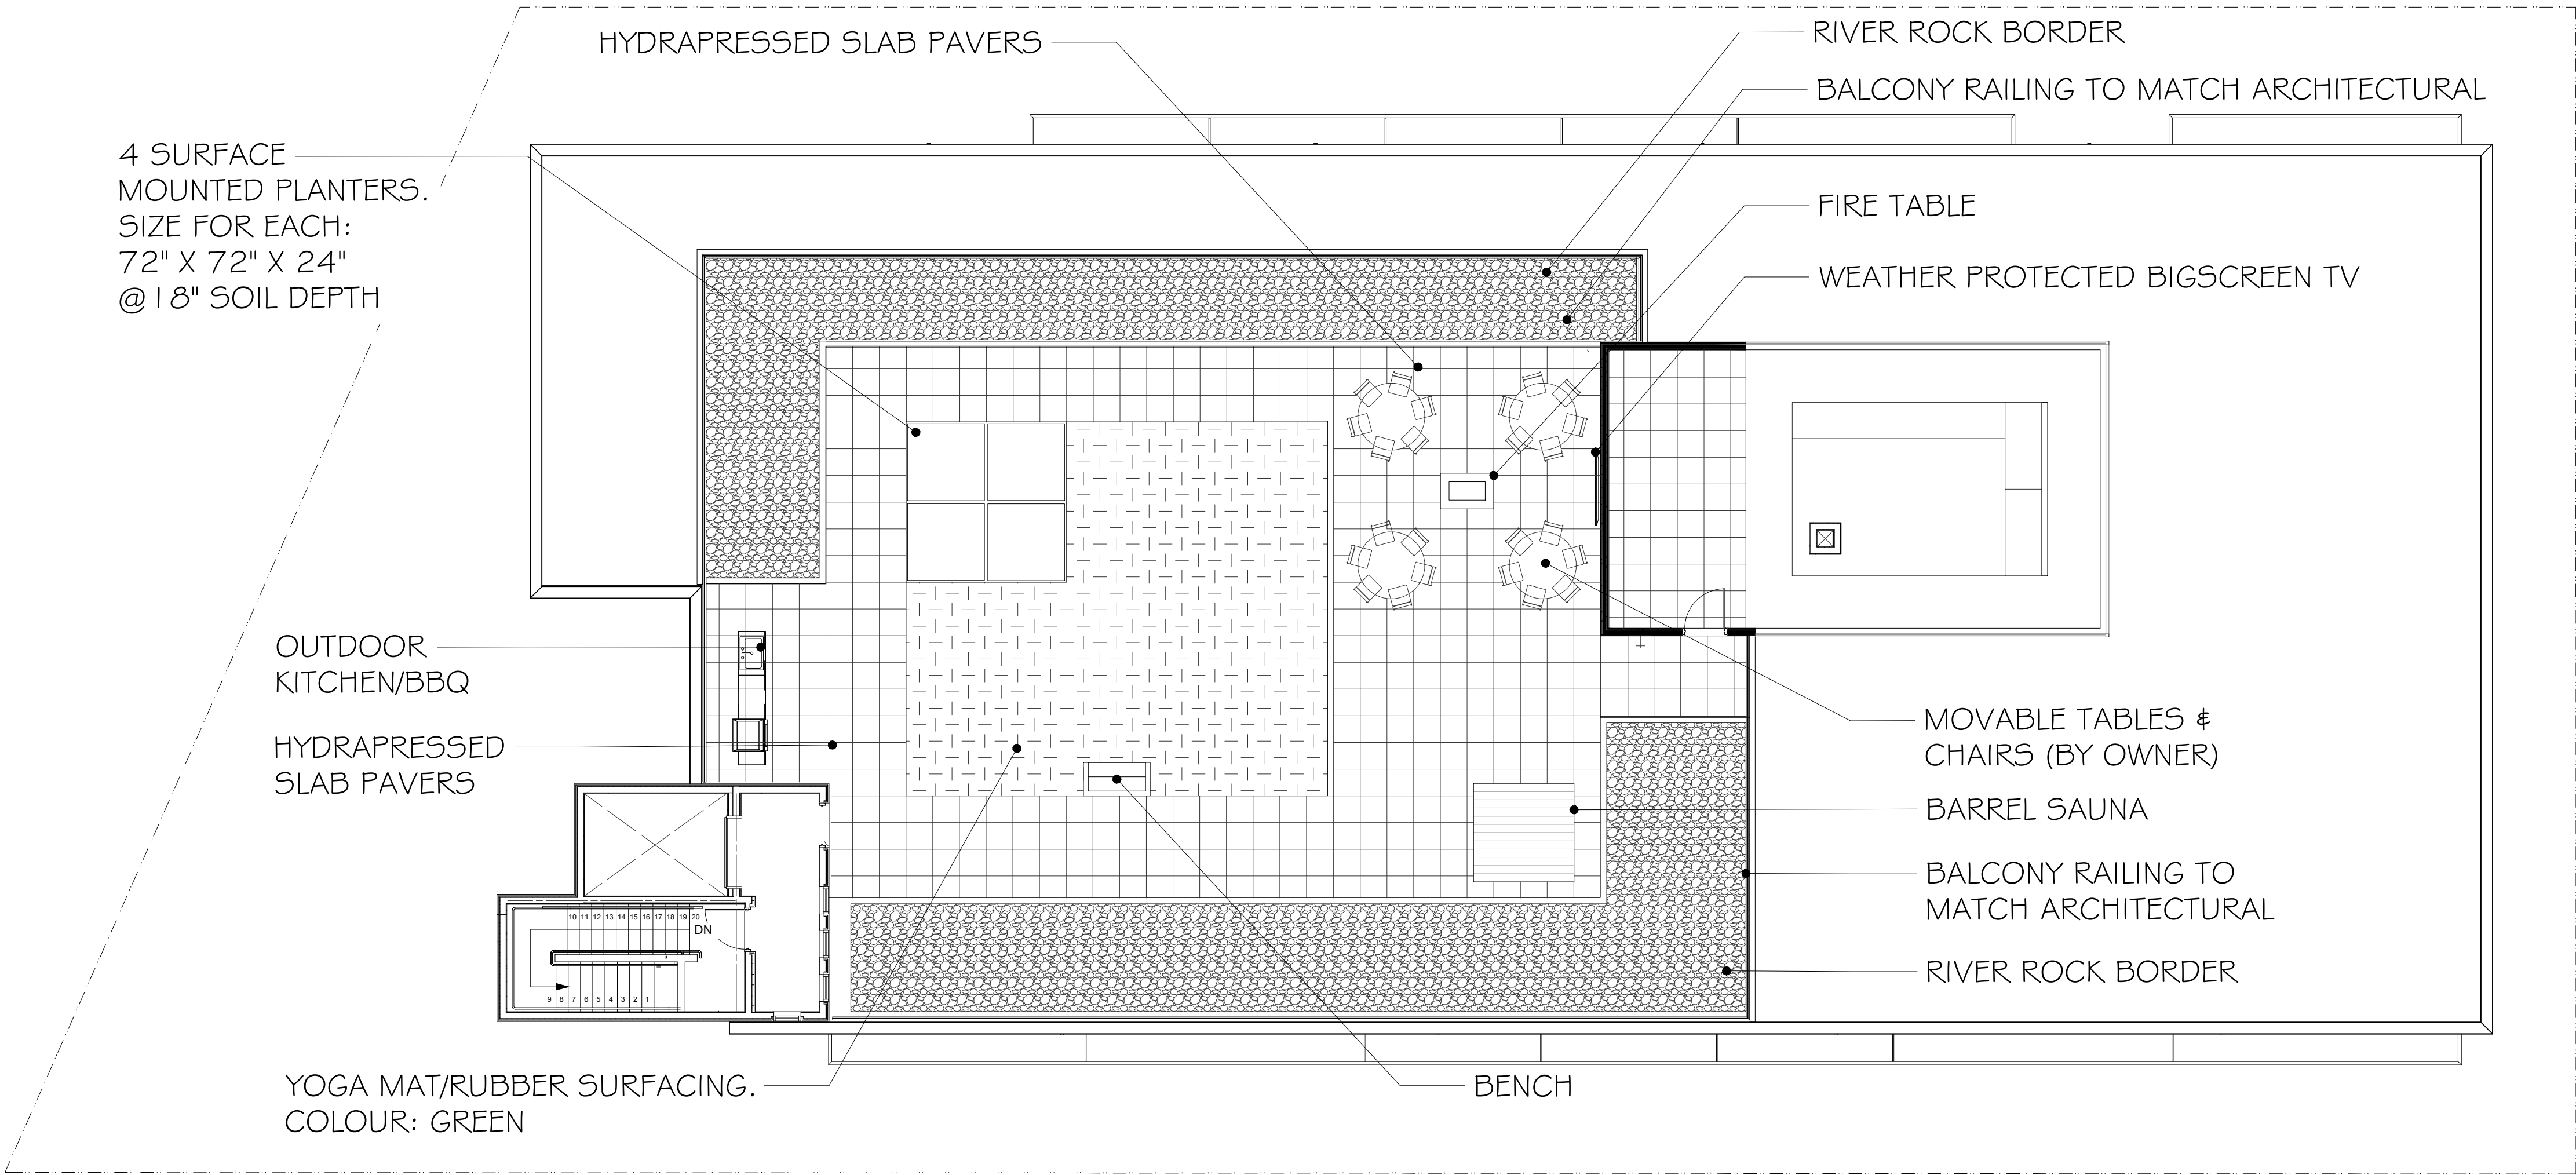 HYDRAPRESSED SLAB PAVERS
RIVER ROCK BORDER
BALCONY RAILING TO MATCH ARCHITECTURAL
4 SURFACE
MOUNTED PLANTERS.
SIZE FOR EACH:
72" X 72" X 24"
@18" SOIL DEPTH
FIRE TABLE
WEATHER PROTECTED BIGSCREEN TV
OUTDOOR
KITCHEN/BBQ
HYDRAPRESSED
SLAB PAVERS
MOVABLE TABLES &
CHAIRS (BY OWNER)
BARREL SAUNA
BALCONY RAILING TO
MATCH ARCHITECTURAL
RIVER ROCK BORDER
10 11 12 13 14 15 16 17 18 19 20
DN
9 8 7 6 5 4 3 2 1
YOGA MAT/RUBBER SURFACING.
COLOUR: GREEN
BENCH